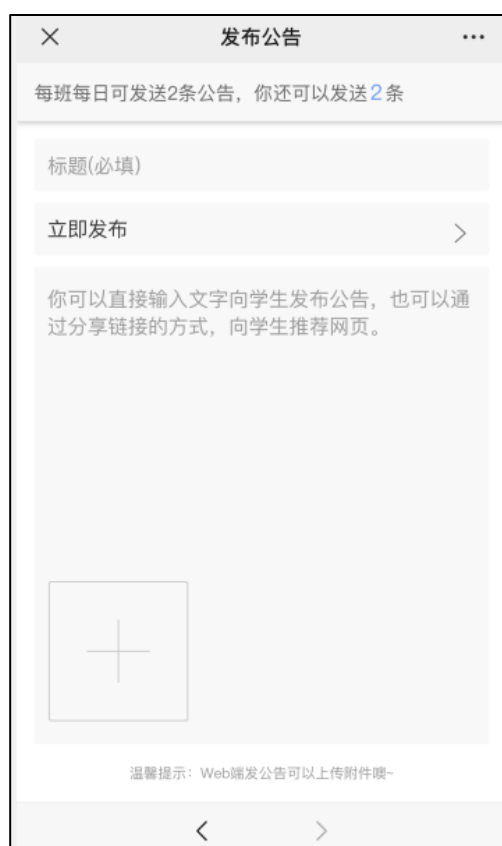 发布公告
每班每日可发送2条公告，你还可以发送2条
标题(必填)
立即发布
你可以直接输入文字向学生发布公告，也可以通
过分享链接的方式，向学生推荐网页。
温馨提示：Web端发公告可以上传附件噢~